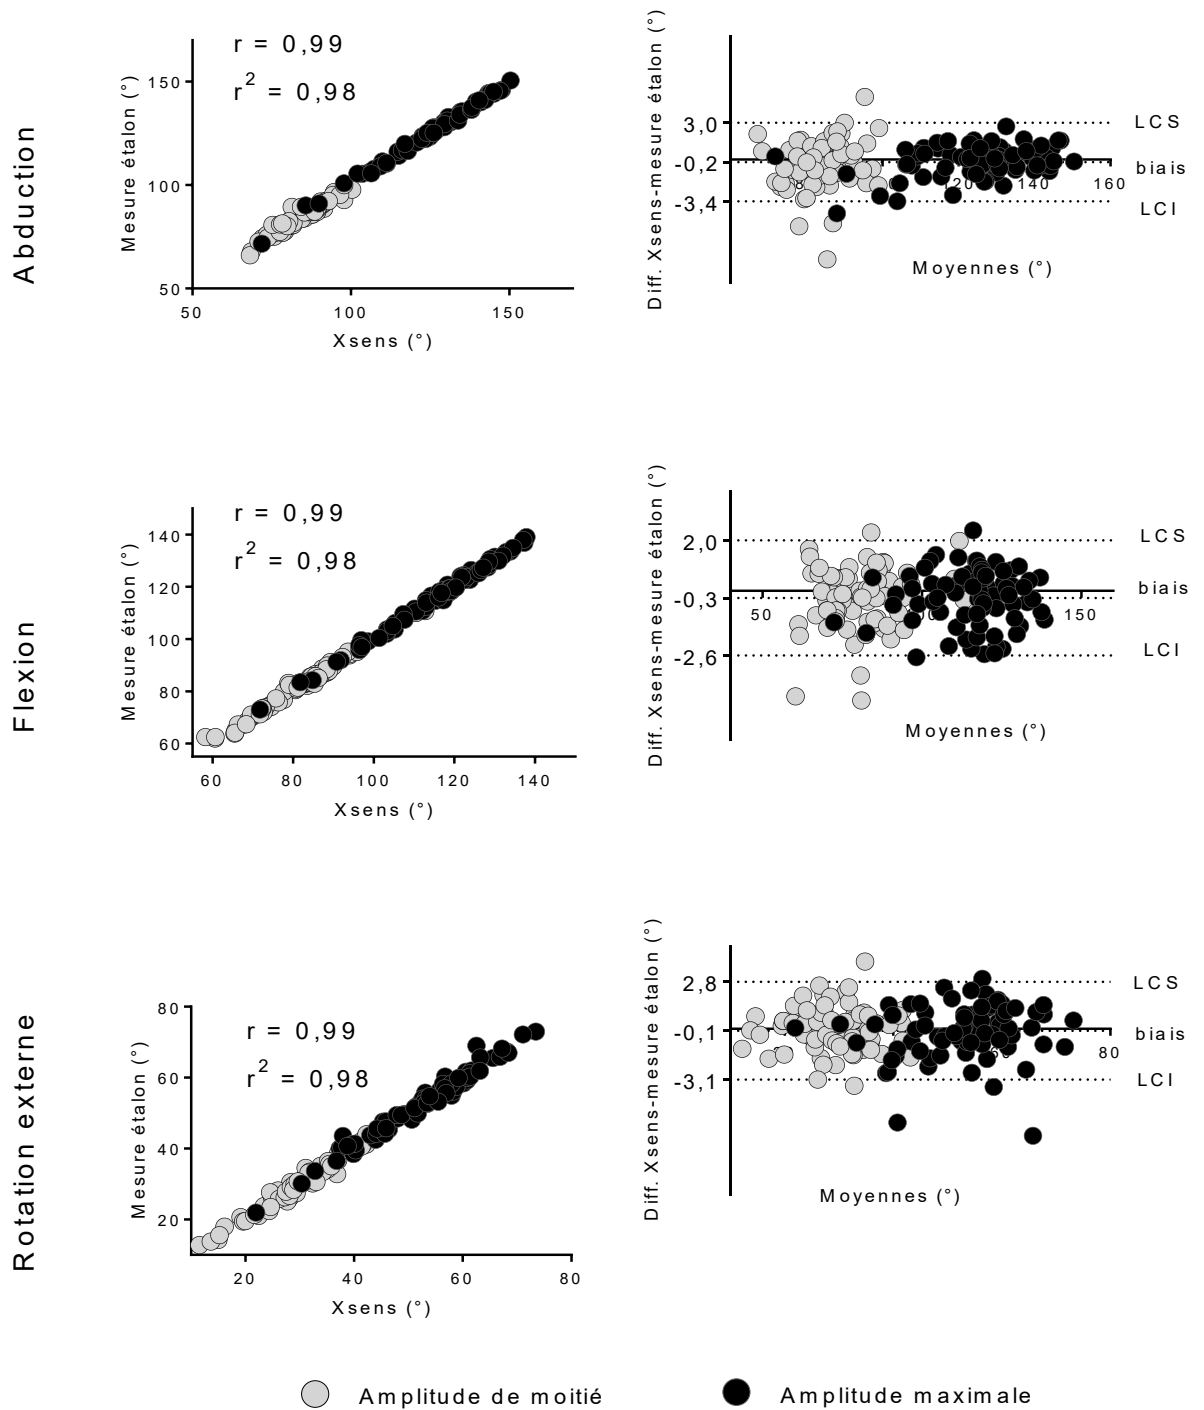 Abduction
Mesure étalon (°)
r = 0,99
r² = 0,98
150
100
50
50 100 150
Xsens (°)
Diff. Xsens-mesure étalon (°)
3,0
-0,2
-3,4
LCS
biais
LCI
120 140 160
Moyennes (°)
Flexion
Mesure étalon (°)
r = 0,99
r² = 0,98
140
120
100
80
60
60 80 100 120 140
Xsens (°)
Diff. Xsens-mesure étalon (°)
2,0
-0,3
-2,6
LCS
biais
LCI
50 150
Moyennes (°)
Rotation externe
Mesure étalon (°)
r = 0,99
r² = 0,98
80
60
40
20
20 40 60 80
Xsens (°)
Diff. Xsens-mesure étalon (°)
2,8
-0,1
-3,1
LCS
biais
LCI
80
Moyennes (°)
Amplitude de moitié
Amplitude maximale